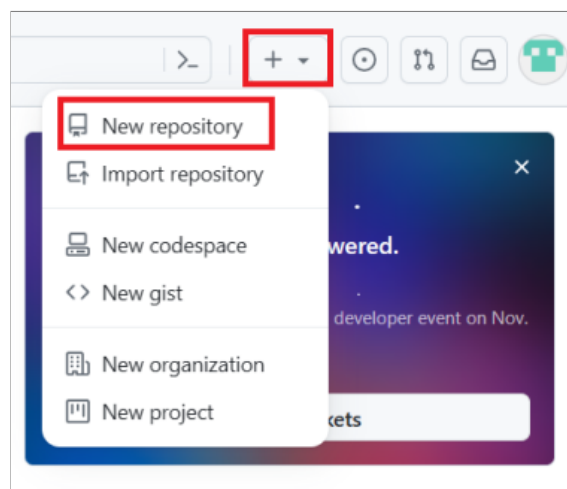 New repository
Import repository
wered.
New codespace
New gist
developer event on Nov.
New organization
New project
kets